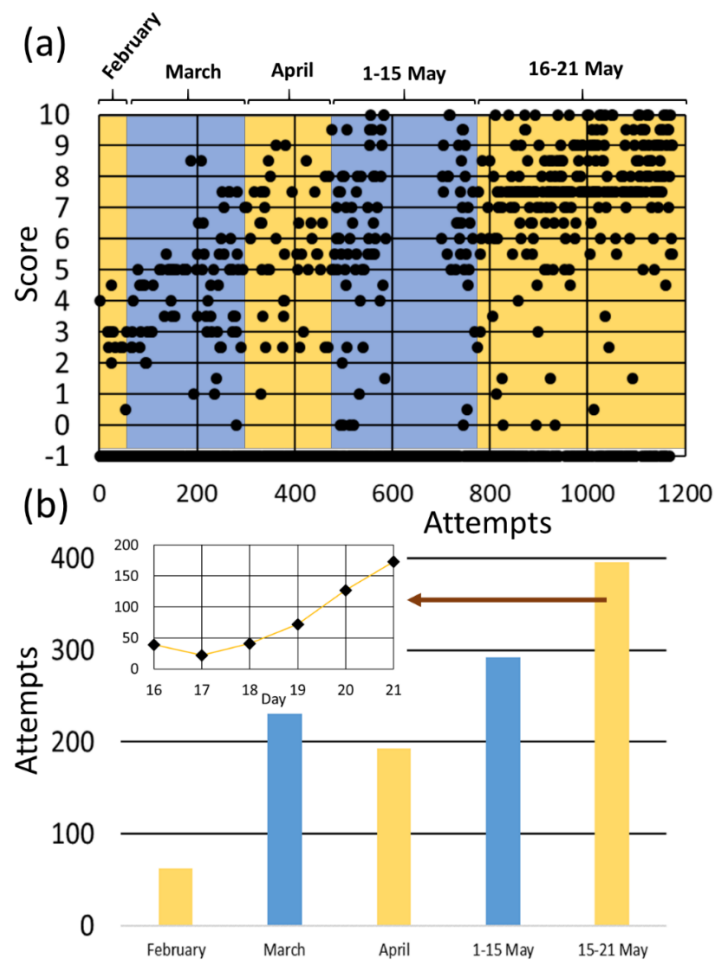 (a)
February
March
April
1-15 May
16-21 May
10
9
8
7
6
5
4
3
2
1
0
-1
Score
0 200 400 600 800 1000 1200
Attempts
(b)
400
300
200
100
0
Attempts
200
150
100
50
0
16 17 18 19 20 21
Day
February March April 1-15 May 15-21 May